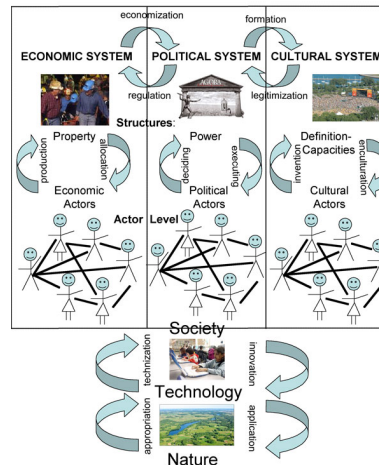 economization
formation
ECONOMIC SYSTEM
POLITICAL SYSTEM
CULTURAL SYSTEM
AGORA
regulation
legitimization
Structures:
Property
Power
Definition-
Capacities
production
allocation
deciding
executing
invention
enculturation
Economic
Actors
Political
Actors
Cultural
Actors
Actor Level
Society
technization
innovation
Technology
appropriation
application
Nature